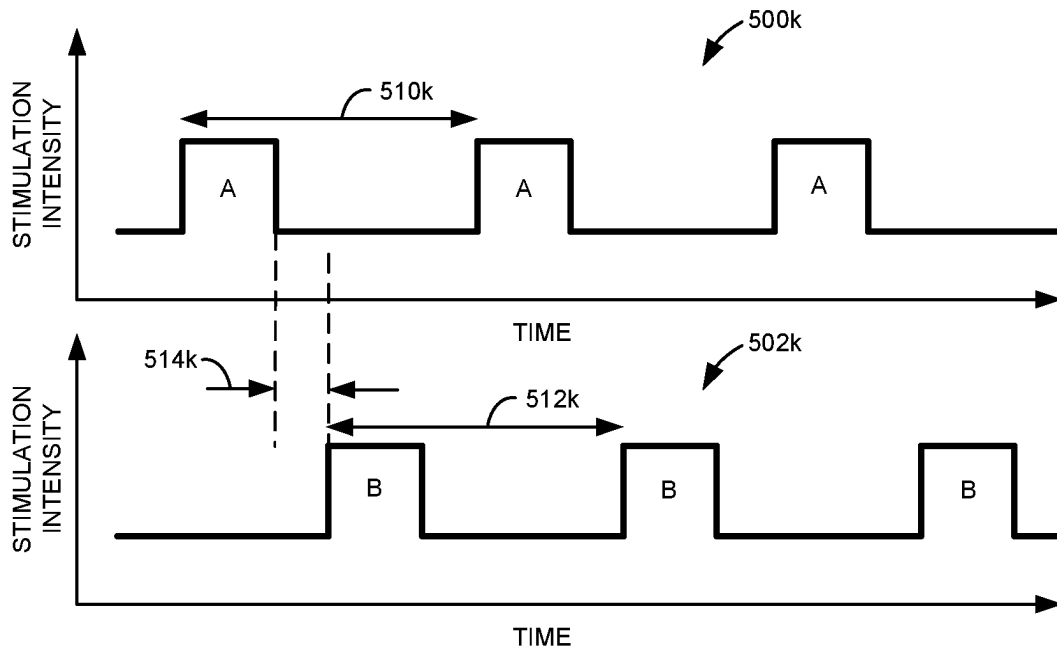 500k
STIMULATION
INTENSITY
510k
A
A
A
TIME
502k
STIMULATION
INTENSITY
514k
512k
B
B
B
TIME